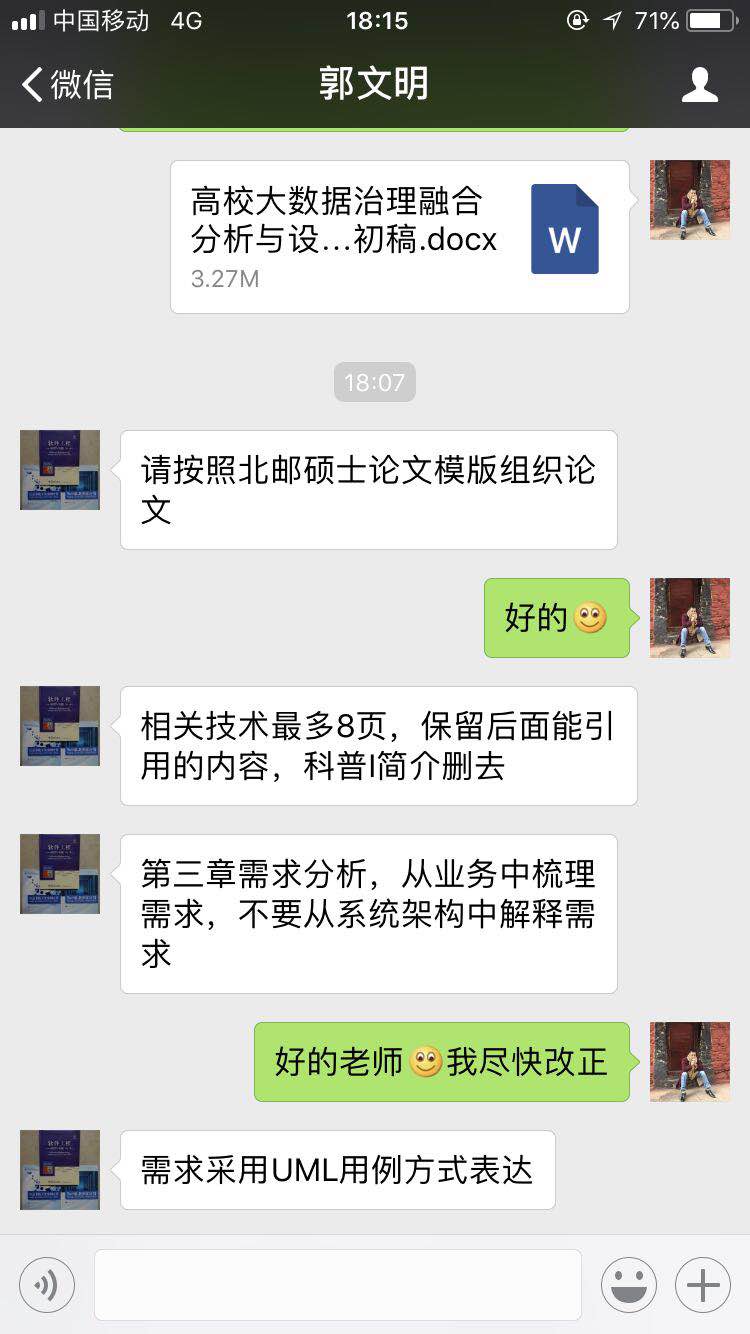 中国移动 4G 18:15 71%
微信 郭文明
高校大数据治理融合
分析与设…初稿.docx
W
3.27M
18:07
请按照北邮硕士论文模版组织论
文
好的
相关技术最多8页，保留后面能引
用的内容，科普I简介删去
第三章需求分析，从业务中梳理
需求，不要从系统架构中解释需
求
好的老师我尽快改正
需求采用UML用例方式表达